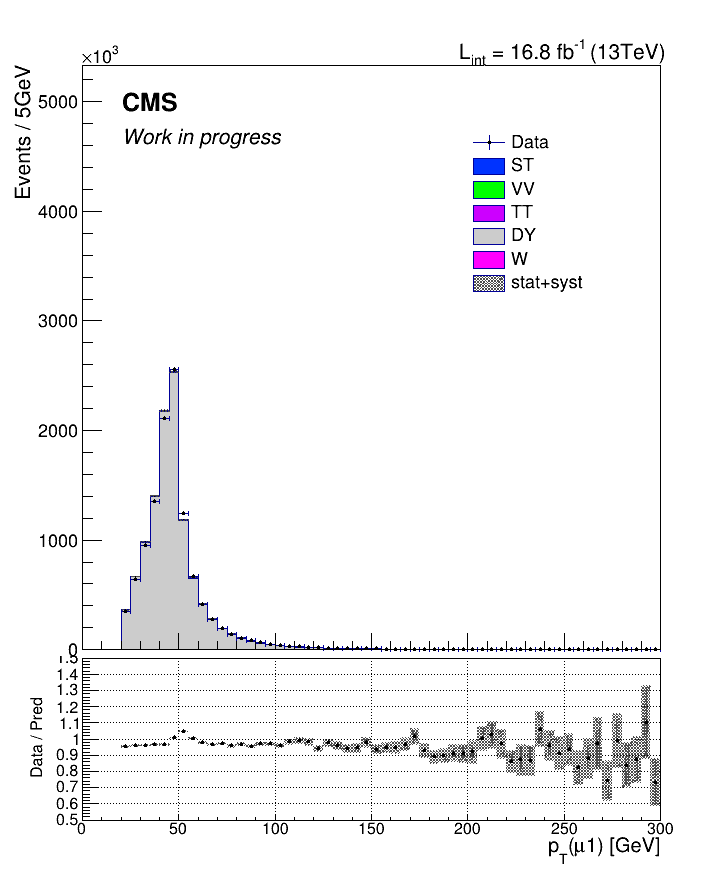 ×10³
L_int = 16.8 fb⁻¹ (13TeV)
Events / 5GeV
CMS
Work in progress
Data
ST
VV
TT
DY
W
stat+syst
5000
4000
3000
2000
1000
0
Data / Pred
1.5
1.4
1.3
1.2
1.1
1
0.9
0.8
0.7
0.6
0.5
0 50 100 150 200 250 300
p_T(μ1) [GeV]